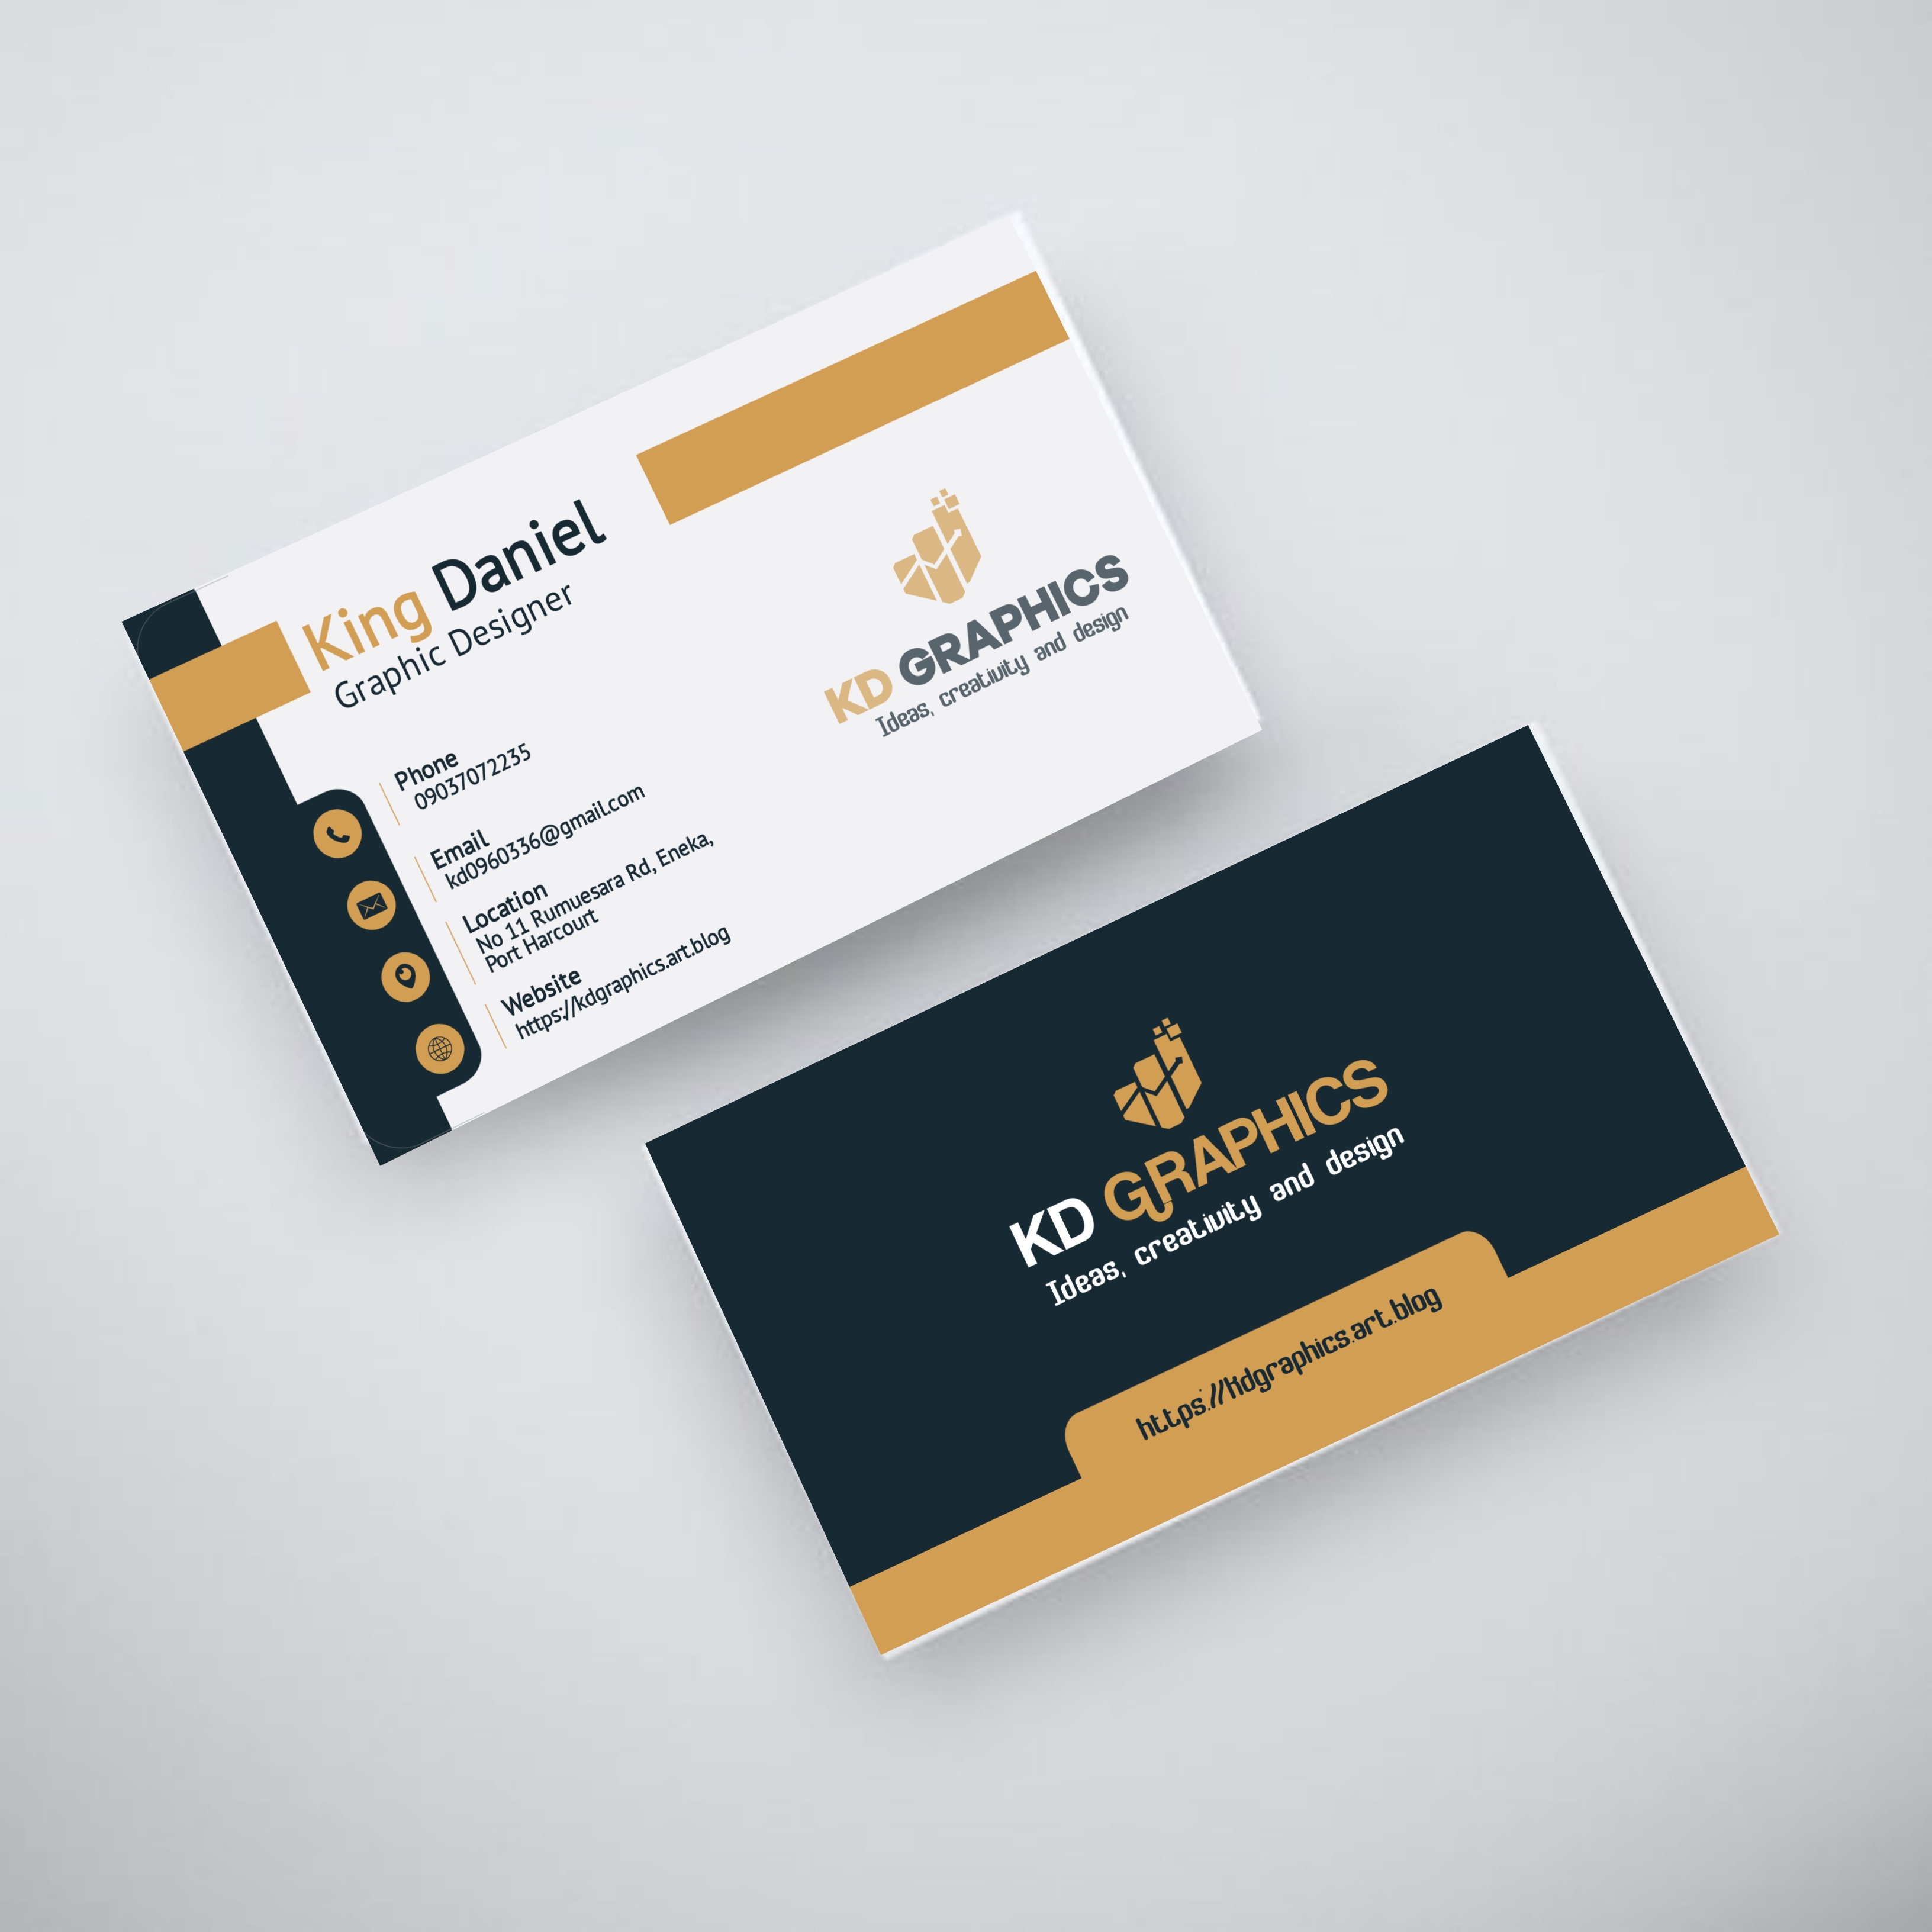 King Daniel
Graphic Designer
Phone
09037072235
Email
kd0960336@gmail.com
Location
No 11 Rumuesara Rd, Eneka,
Port Harcourt
Website
https://kdgraphics.art.blog
KD GRAPHICS
Ideas, creativity and design
KD GRAPHICS
Ideas, creativity and design
https://kdgraphics.art.blog